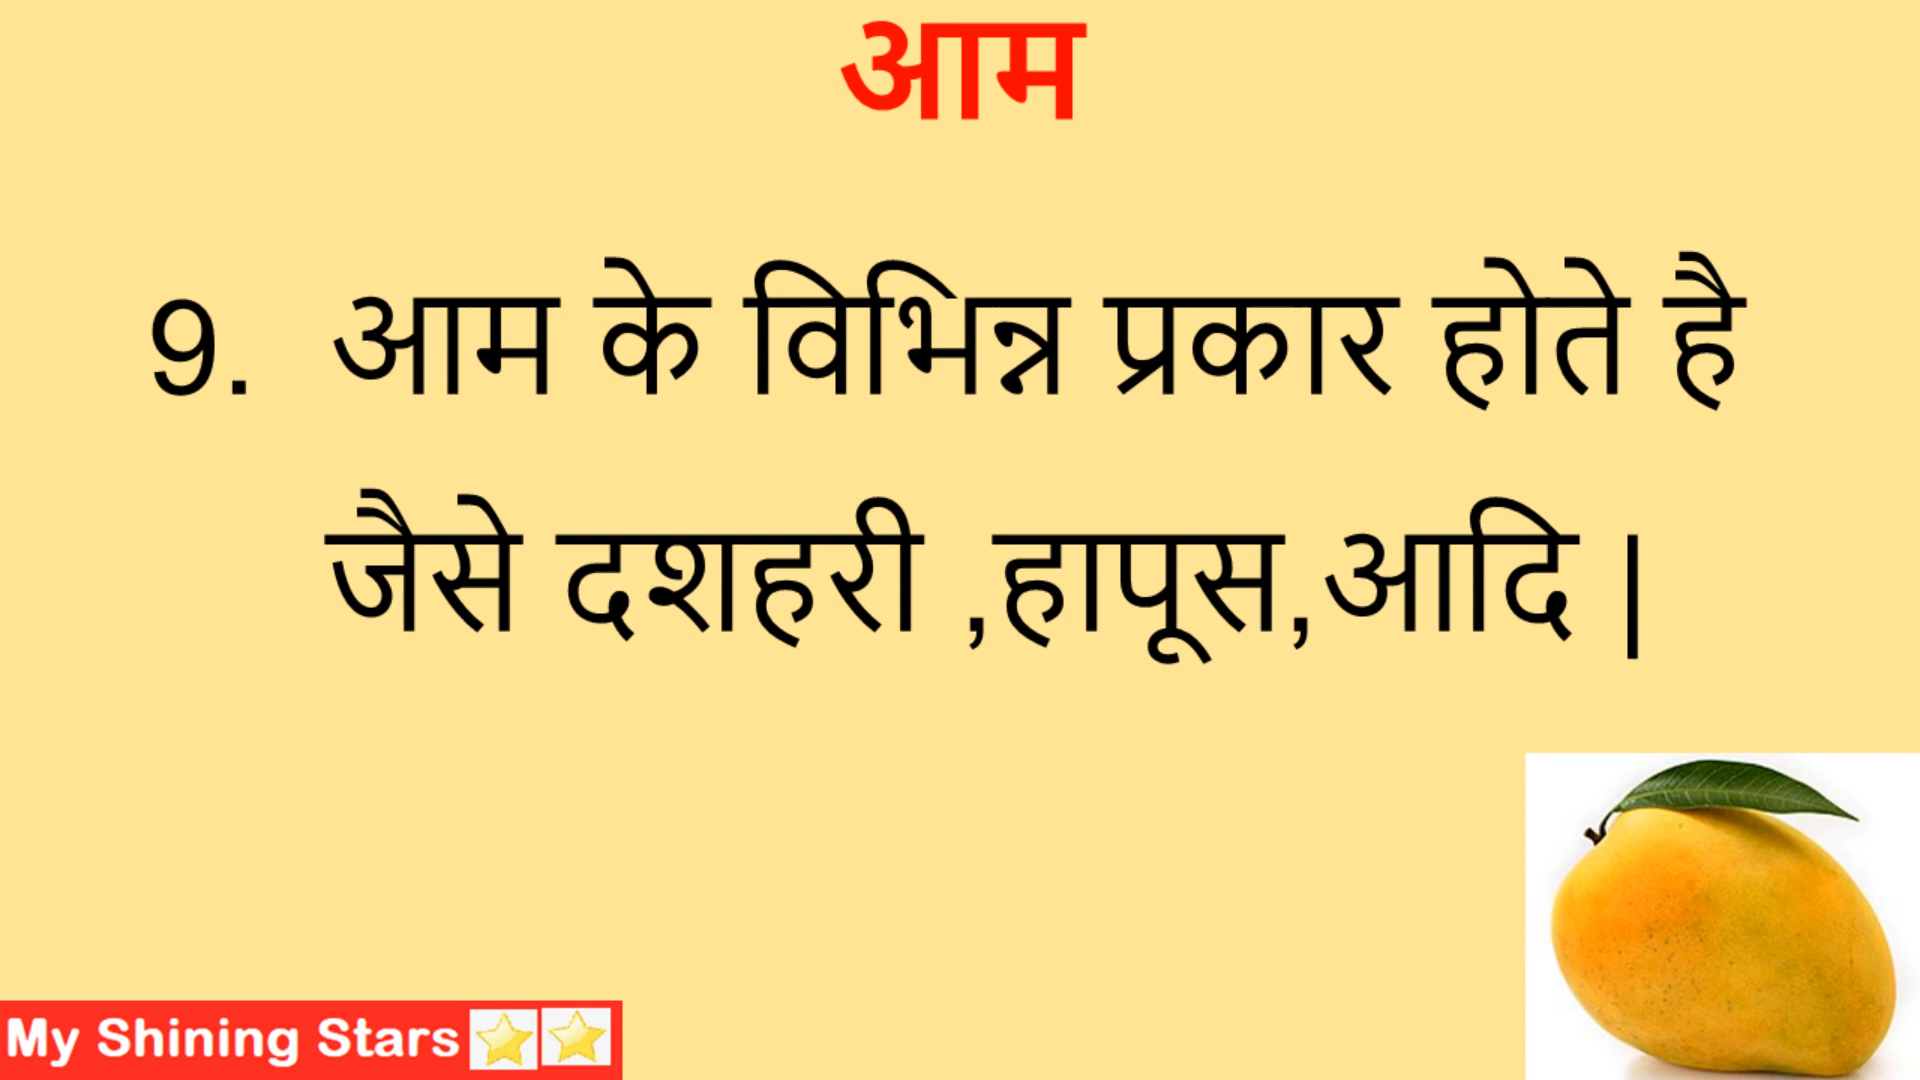 आम
9. आम के विभिन्न प्रकार होते है
जैसे दशहरी ,हापूस,आदि |
My Shining Stars